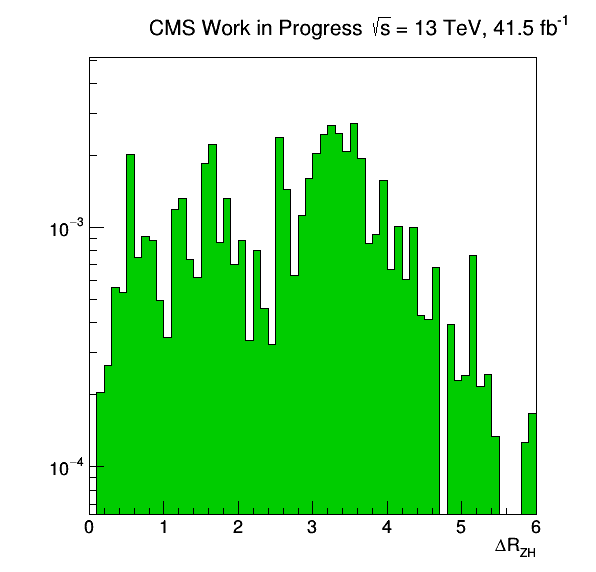 CMS Work in Progress √s = 13 TeV, 41.5 fb⁻¹
10⁻³
10⁻⁴
0 1 2 3 4 5 6
ΔR_ZH